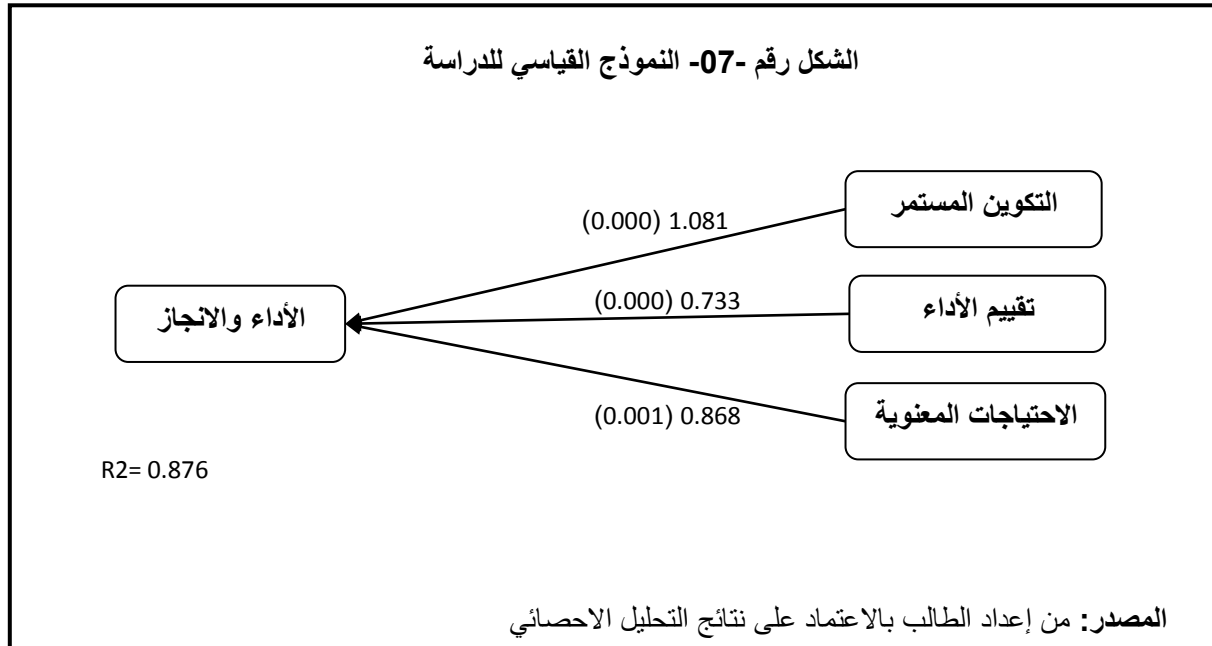 الشكل رقم -07- النموذج القياسي للدراسة
التكوين المستمر
(0.000) 1.081
تقييم الأداء
(0.000) 0.733
الأداء والانجاز
الاحتياجات المعنوية
(0.001) 0.868
R2= 0.876
المصدر: من إعداد الطالب بالاعتماد على نتائج التحليل الاحصائي